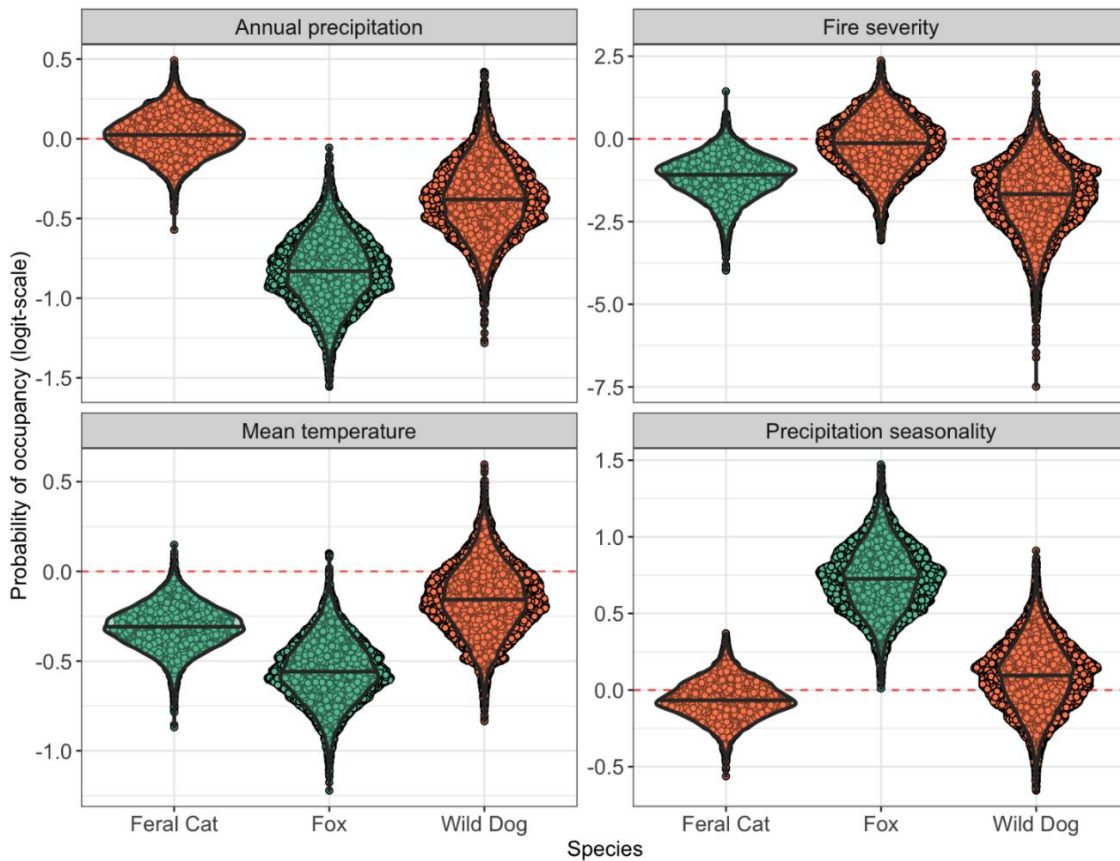 Annual precipitation
Fire severity
0.5
0.0
-0.5
-1.0
-1.5
2.5
0.0
-2.5
-5.0
-7.5
Mean temperature
Precipitation seasonality
0.5
0.0
-0.5
-1.0
1.5
1.0
0.5
0.0
-0.5
Feral Cat Fox Wild Dog
Feral Cat Fox Wild Dog
Species
Probability of occupancy (logit-scale)